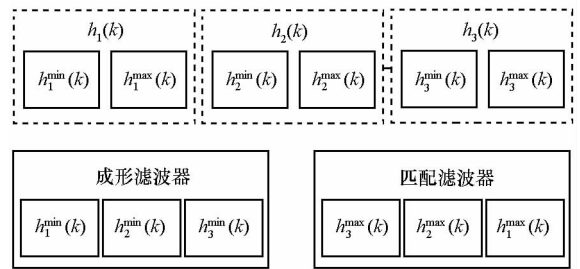 h₁(k) h₂(k) h₃(k)
h₁ᵐⁱⁿ(k) h₁ᵐᵃˣ(k) h₂ᵐⁱⁿ(k) h₂ᵐᵃˣ(k) h₃ᵐⁱⁿ(k) h₃ᵐᵃˣ(k)
成形滤波器 匹配滤波器
h₁ᵐⁱⁿ(k) h₂ᵐⁱⁿ(k) h₃ᵐⁱⁿ(k) h₃ᵐᵃˣ(k) h₂ᵐᵃˣ(k) h₁ᵐᵃˣ(k)